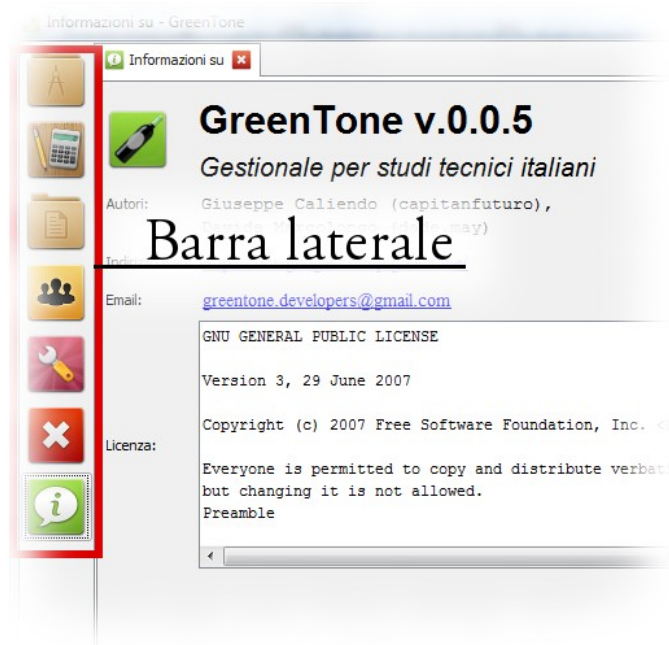 Informazioni su - GreenTone
Informazioni su
GreenTone v.0.0.5
Gestionale per studi tecnici italiani
Autori: Giuseppe Caliendo (capitanfuturo),
Barra laterale
Email: greentone.developers@gmail.com
GNU GENERAL PUBLIC LICENSE
Version 3, 29 June 2007
Copyright (c) 2007 Free Software Foundation, Inc. <
Licenza:
Everyone is permitted to copy and distribute verbat
but changing it is not allowed.
Preamble